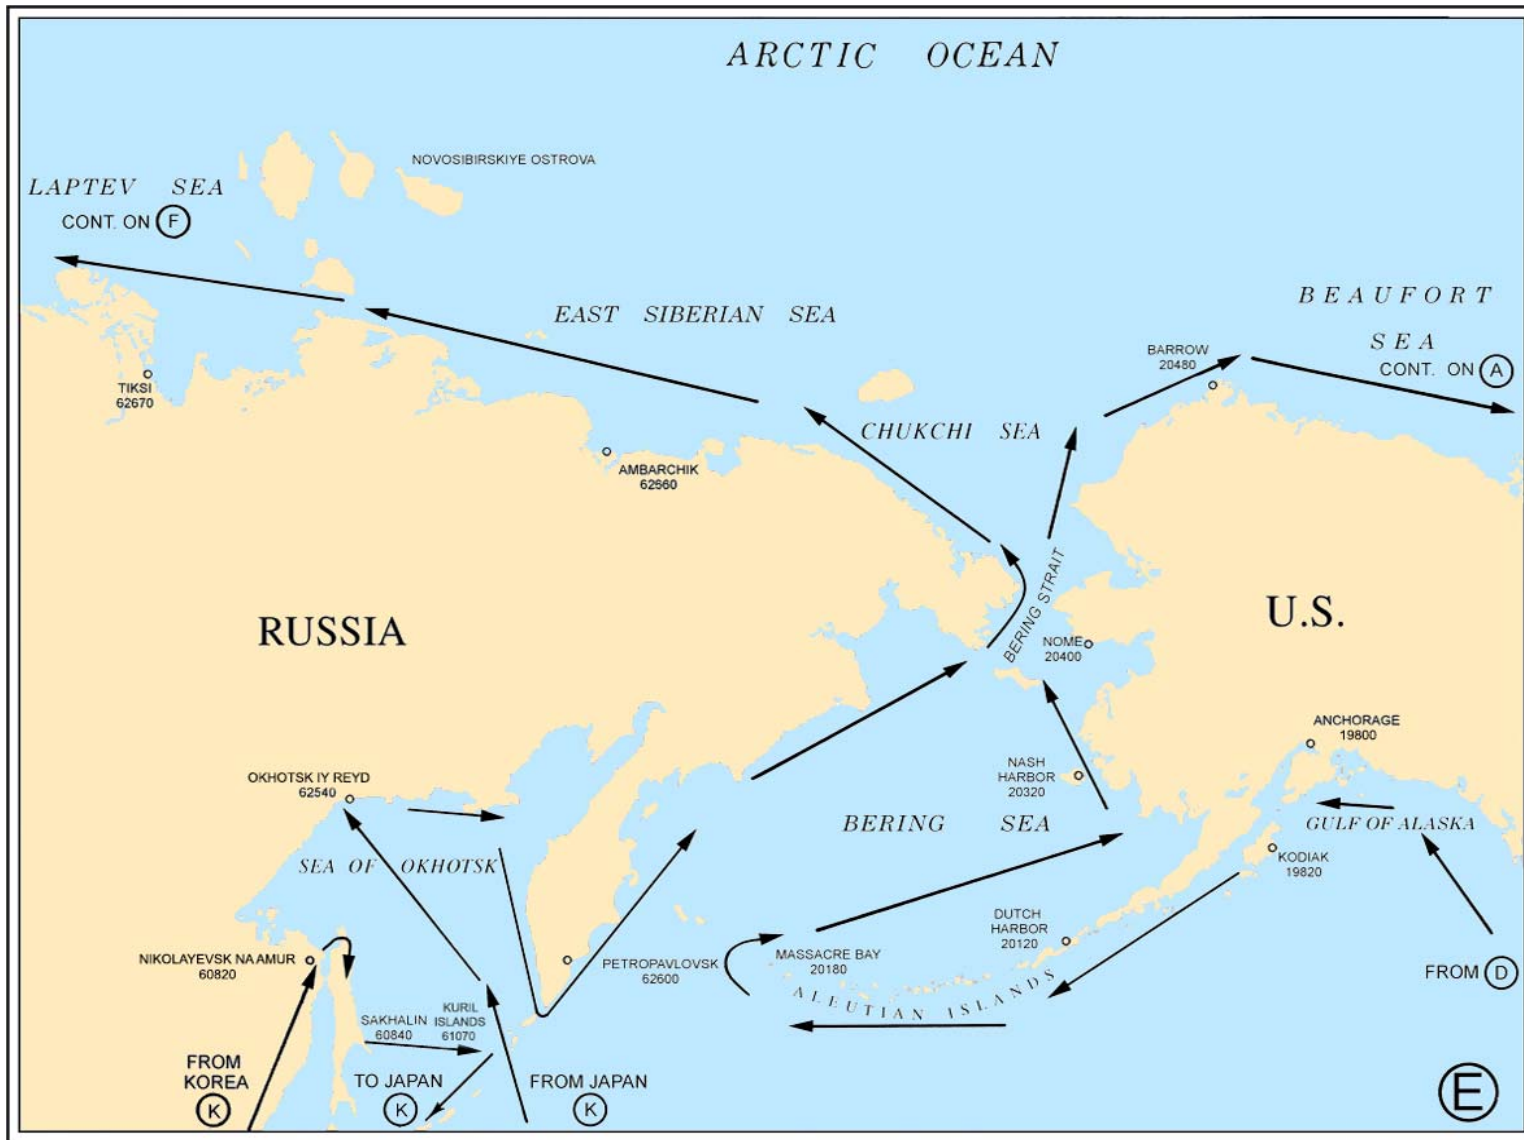 ARCTIC OCEAN
NOVOSIBIRSKIYE OSTROVA
LAPTEV SEA
CONT. ON F
EAST SIBERIAN SEA
BEAUFORT
SEA
CONT. ON A
BARROW
20480
TIKSI
62670
CHUKCHI SEA
AMBARCHIK
62660
BERING STRAIT
RUSSIA
U.S.
NOME
20400
ANCHORAGE
19800
NASH
HARBOR
20320
OKHOTSK IY REYD
62540
BERING SEA
GULF OF ALASKA
SEA OF OKHOTSK
KODIAK
19820
DUTCH
HARBOR
20120
NIKOLAYEVSK NA AMUR
60820
PETROPAVLOVSK
62600
MASSACRE BAY
20180
FROM D
ALEUTIAN ISLANDS
SAKHALIN
60840
KURIL
ISLANDS
61070
FROM
KOREA
K
TO JAPAN
K
FROM JAPAN
K
E